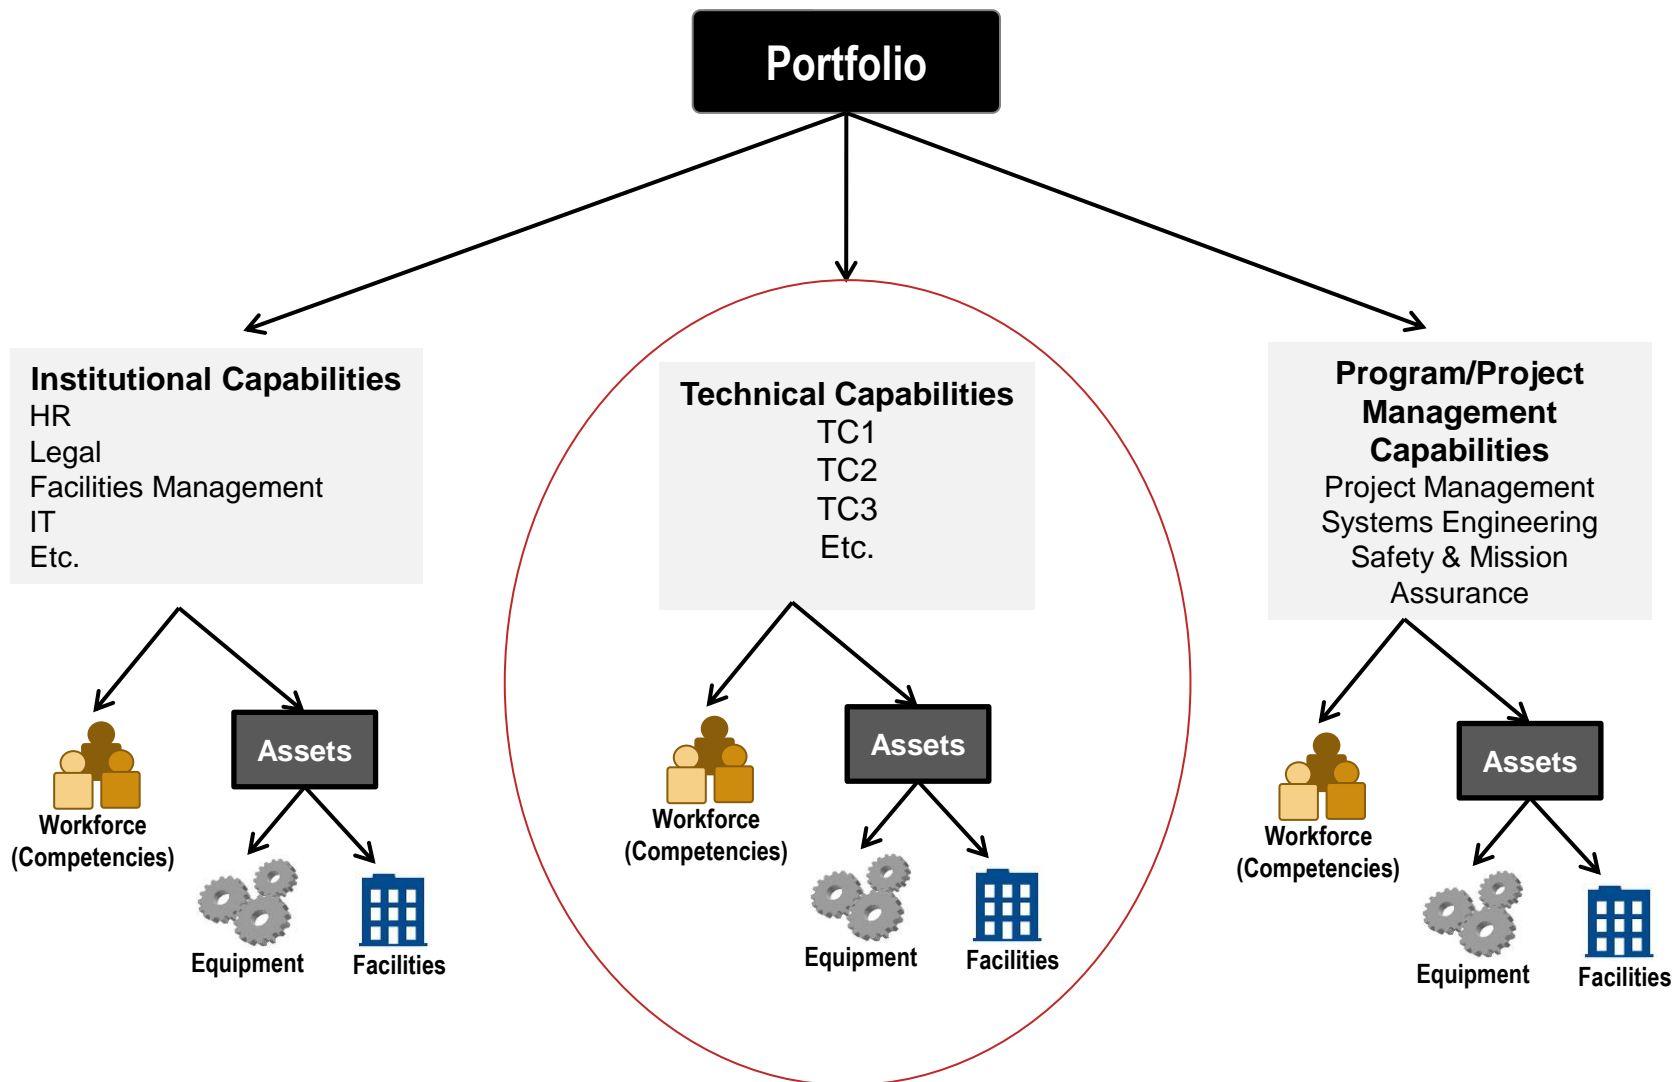 Portfolio
Institutional Capabilities
HR
Legal
Facilities Management
IT
Etc.
Technical Capabilities
TC1
TC2
TC3
Etc.
Program/Project
Management
Capabilities
Project Management
Systems Engineering
Safety & Mission
Assurance
Assets
Workforce
(Competencies)
Equipment
Facilities
Assets
Workforce
(Competencies)
Equipment
Facilities
Assets
Workforce
(Competencies)
Equipment
Facilities